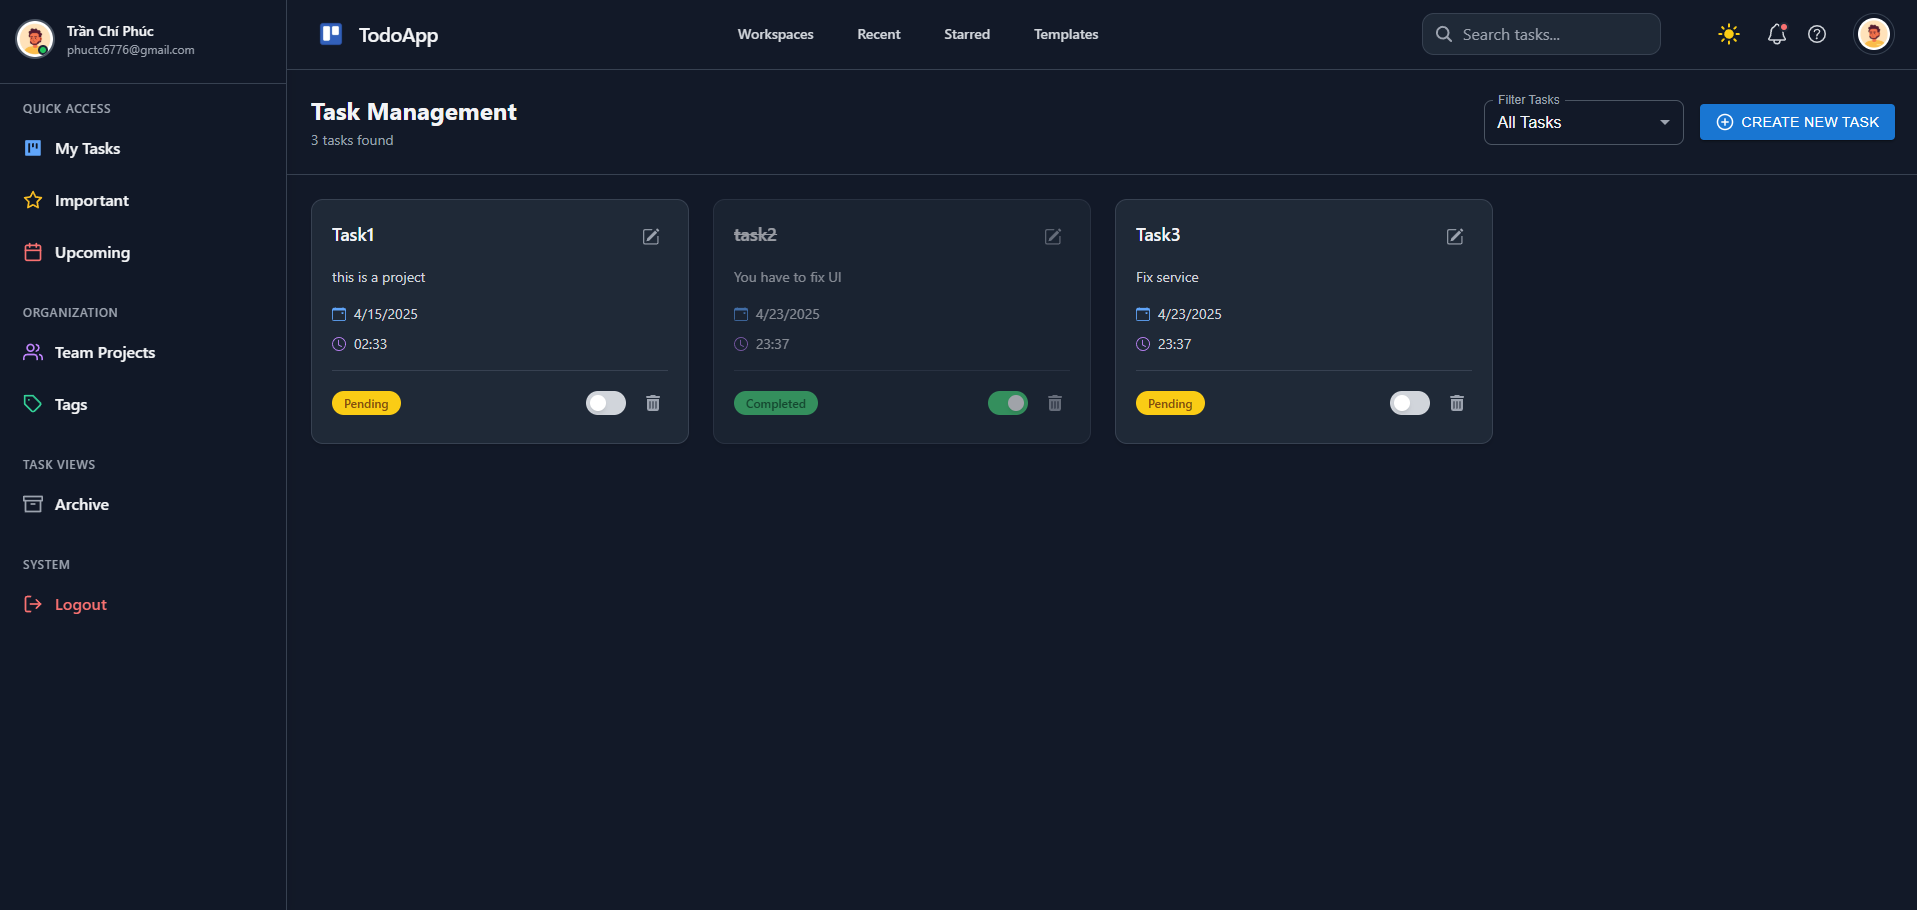 Trần Chí Phúc
phuctc6776@gmail.com
QUICK ACCESS
My Tasks
Important
Upcoming
ORGANIZATION
Team Projects
Tags
TASK VIEWS
Archive
SYSTEM
Logout
TodoApp
Workspaces Recent Starred Templates
Search tasks...
Task Management
3 tasks found
Filter Tasks
All Tasks
CREATE NEW TASK
Task1
this is a project
4/15/2025
02:33
Pending
task2
You have to fix UI
4/23/2025
23:37
Completed
Task3
Fix service
4/23/2025
23:37
Pending